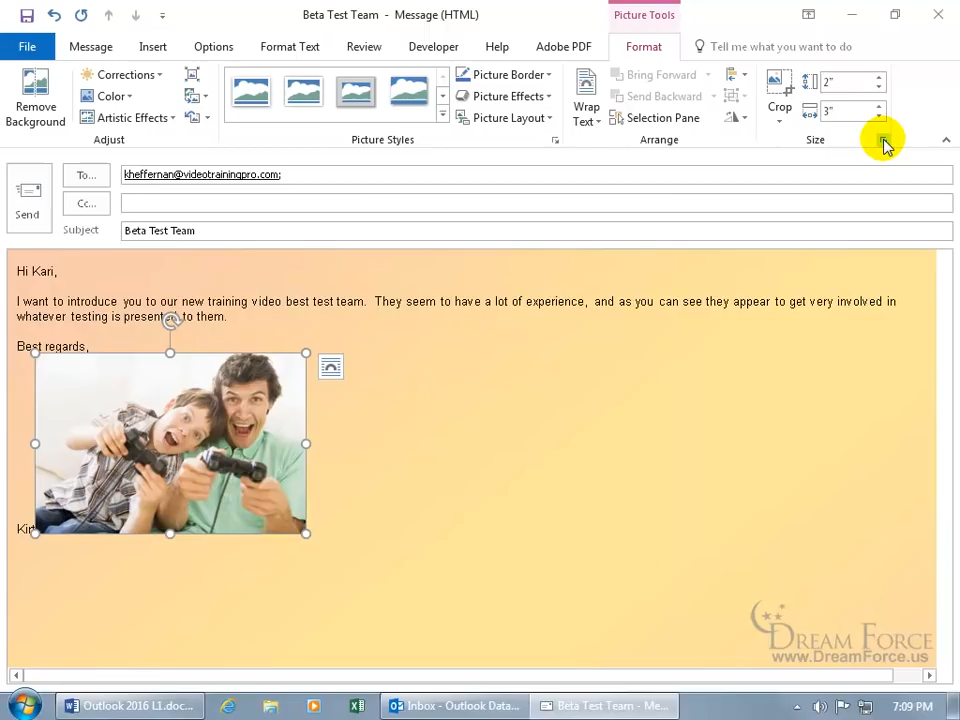 Beta Test Team - Message (HTML)
Picture Tools
File Message Insert Options Format Text Review Developer Help Adobe PDF Format Tell me what you want to do
Remove Background
Corrections
Color
Artistic Effects
Adjust
Picture Styles
Picture Border
Picture Effects
Picture Layout
Wrap Text
Bring Forward
Send Backward
Selection Pane
Arrange
Crop
2"
3"
Size
Send
To... kheffernan@videotrainingpro.com;
Cc...
Subject Beta Test Team
Hi Kari,
I want to introduce you to our new training video best test team. They seem to have a lot of experience, and as you can see they appear to get very involved in
whatever testing is presented to them.
Best regards,
DREAM FORCE
www.DreamForce.us
Outlook 2016 L1.doc...
Inbox - Outlook Data...
Beta Test Team - Me...
7:09 PM